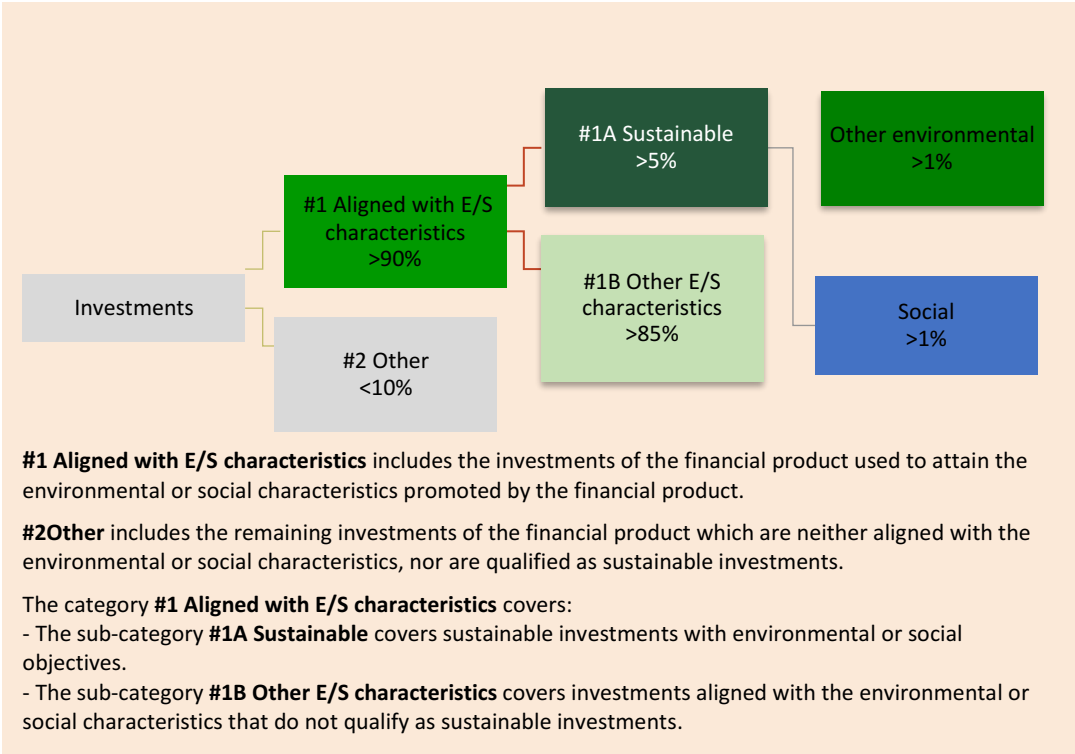 #1A Sustainable
>5%
Other environmental
>1%
#1 Aligned with E/S
characteristics
>90%
#1B Other E/S
characteristics
>85%
Investments
Social
>1%
#2 Other
<10%
#1 Aligned with E/S characteristics includes the investments of the financial product used to attain the
environmental or social characteristics promoted by the financial product.
#2Other includes the remaining investments of the financial product which are neither aligned with the
environmental or social characteristics, nor are qualified as sustainable investments.
The category #1 Aligned with E/S characteristics covers:
- The sub-category #1A Sustainable covers sustainable investments with environmental or social
objectives.
- The sub-category #1B Other E/S characteristics covers investments aligned with the environmental or
social characteristics that do not qualify as sustainable investments.